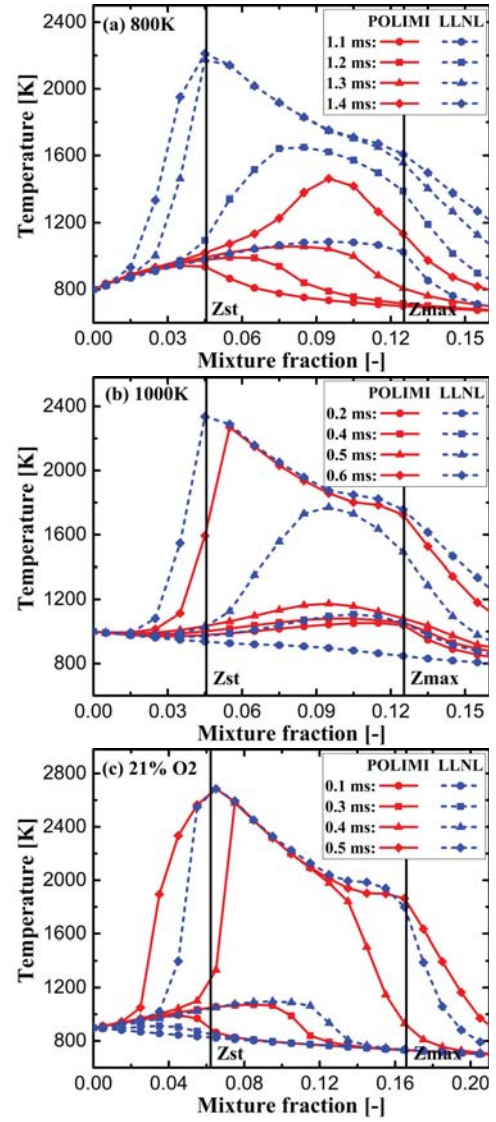 (a) 800K
POLIMI LLNL
1.1 ms:
1.2 ms:
1.3 ms:
1.4 ms:
2400
2000
1600
1200
800
Temperature [K]
Zst
Zmax
0.00 0.03 0.06 0.09 0.12 0.15
Mixture fraction [-]
(b) 1000K
POLIMI LLNL
0.2 ms:
0.4 ms:
0.5 ms:
0.6 ms:
2400
2000
1600
1200
800
Temperature [K]
Zst
Zmax
0.00 0.03 0.06 0.09 0.12 0.15
Mixture fraction [-]
(c) 21% O2
POLIMI LLNL
0.1 ms:
0.3 ms:
0.4 ms:
0.5 ms:
2800
2400
2000
1600
1200
800
Temperature [K]
Zst
Zmax
0.00 0.04 0.08 0.12 0.16 0.20
Mixture fraction [-]